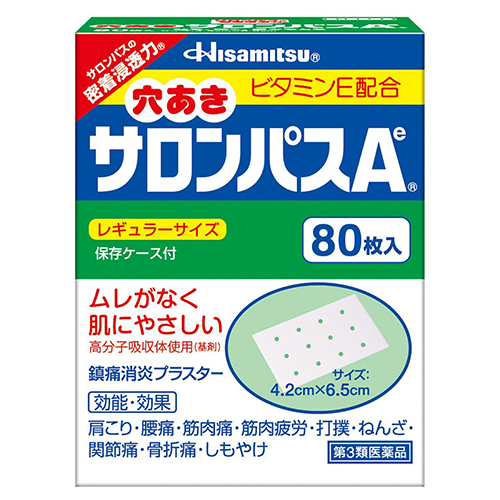 サロンパスの
密着浸透力®
Hisamitsu®
ビタミンE配合
穴あき
サロンパスAe®
レギュラーサイズ
保存ケース付
80枚入
ムレがなく
肌にやさしい
高分子吸収体使用(基剤)
鎮痛消炎プラスター
サイズ:
4.2cm×6.5cm
効能・効果
肩こり・腰痛・筋肉痛・筋肉疲労・打撲・ねんざ・
関節痛・骨折痛・しもやけ
第3類医薬品